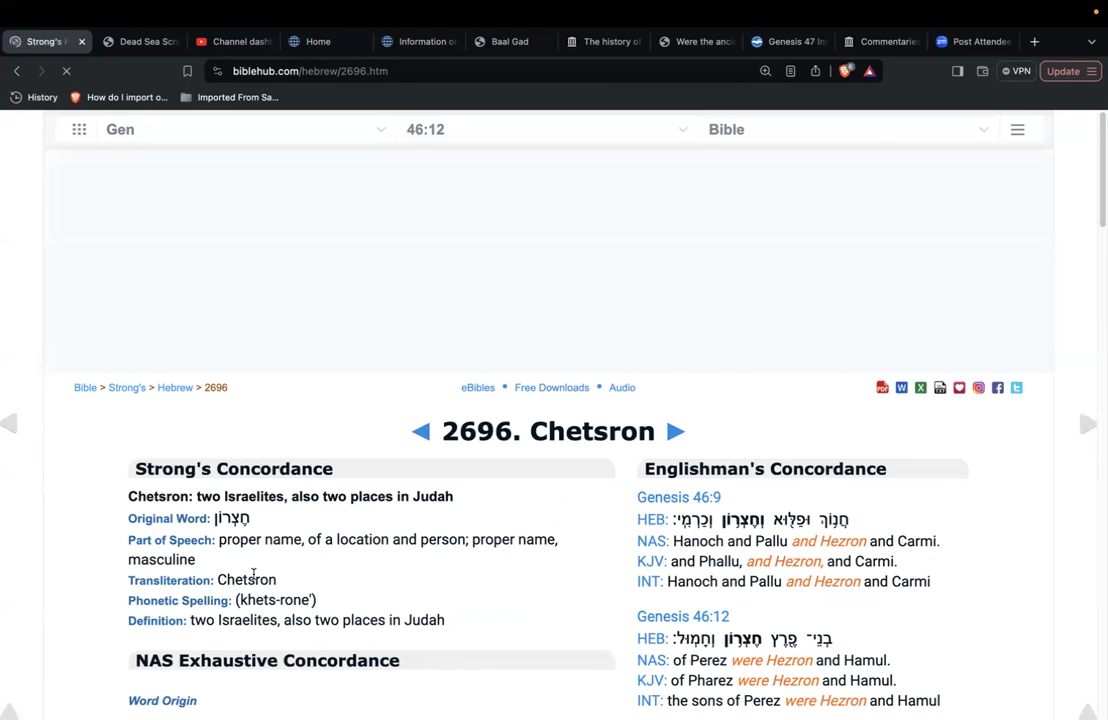 Strong's H
Dead Sea Scr
Channel dash
Home
Information o
Baal Gad
The history of
Were the anci
Genesis 47 In
Commentaries
Post Attendee
biblehub.com/hebrew/2696.htm
6
VPN
Update
History
How do I import o...
Imported From Sa...
Gen
46:12
Bible
Bible > Strong's > Hebrew > 2696
eBibles • Free Downloads • Audio
◀ 2696. Chetsron ▶
Strong's Concordance
Chetsron: two Israelites, also two places in Judah
Original Word: חֶצְרוֹן
Part of Speech: proper name, of a location and person; proper name,
masculine
Transliteration: Chetsron
Phonetic Spelling: (khets-rone')
Definition: two Israelites, also two places in Judah
NAS Exhaustive Concordance
Word Origin
Englishman's Concordance
Genesis 46:9
HEB: חֲנ֥וֹךְ וּפַלּ֖וּא וְחֶצְר֥וֹן וְכַרְמִֽי׃
NAS: Hanoch and Pallu and Hezron and Carmi.
KJV: and Phallu, and Hezron, and Carmi.
INT: Hanoch and Pallu and Hezron and Carmi
Genesis 46:12
HEB: בְנֵי־ פֶ֖רֶץ חֶצְר֥וֹן וְחָמֽוּל׃
NAS: of Perez were Hezron and Hamul.
KJV: of Pharez were Hezron and Hamul.
INT: the sons of Perez were Hezron and Hamul